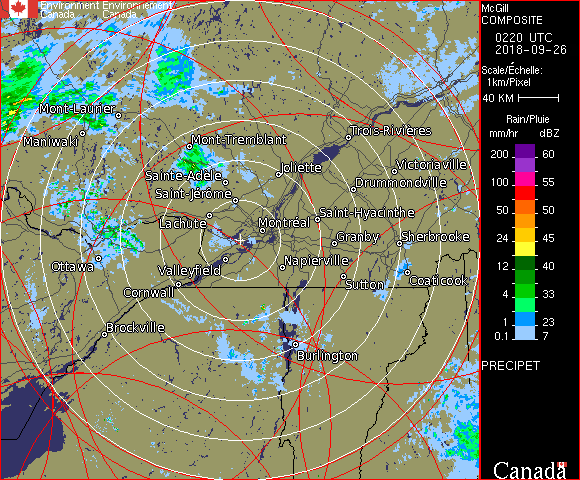 Environment Environnement
Canada Canada
McGill
COMPOSITE
0220 UTC
2018-09-26
Scale/Échelle:
1km/Pixel
40 KM
Rain/Pluie
mm/hr dBZ
200 60
100 55
50 50
24 45
12 40
4 33
1 23
0.1 7
PRECIPET
Canada
Mont-Laurier
Maniwaki
Mont-Tremblant
Trois-Rivières
Sainte-Adèle
Joliette
Victoriaville
Saint-Jérôme
Drummondville
Lachute
Montréal
Saint-Hyacinthe
Granby
Sherbrooke
Ottawa
Valleyfield
Napierville
Cornwall
Sutton
Coaticook
Brockville
Burlington